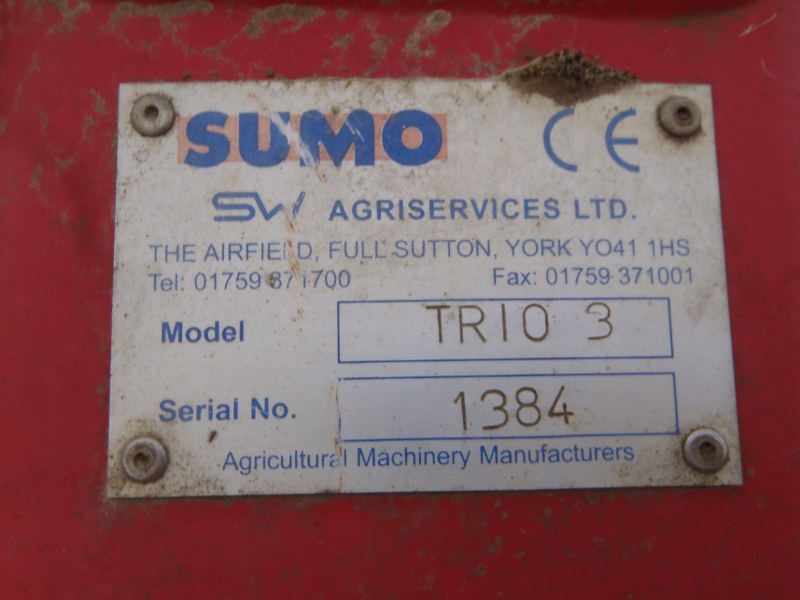 SUMO CE
SW AGRISERVICES LTD.
THE AIRFIELD, FULL SUTTON, YORK YO41 1HS
Tel: 01759 371700 Fax: 01759 371001
Model TRIO 3
Serial No. 1384
Agricultural Machinery Manufacturers